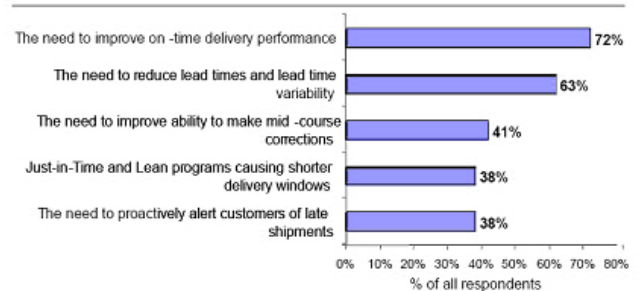 The need to improve on -time delivery performance
72%
The need to reduce lead times and lead time
variability
63%
The need to improve ability to make mid -course
corrections
41%
Just-in-Time and Lean programs causing shorter
delivery windows
38%
The need to proactively alert customers of late
shipments
38%
0% 10% 20% 30% 40% 50% 60% 70% 80%
% of all respondents